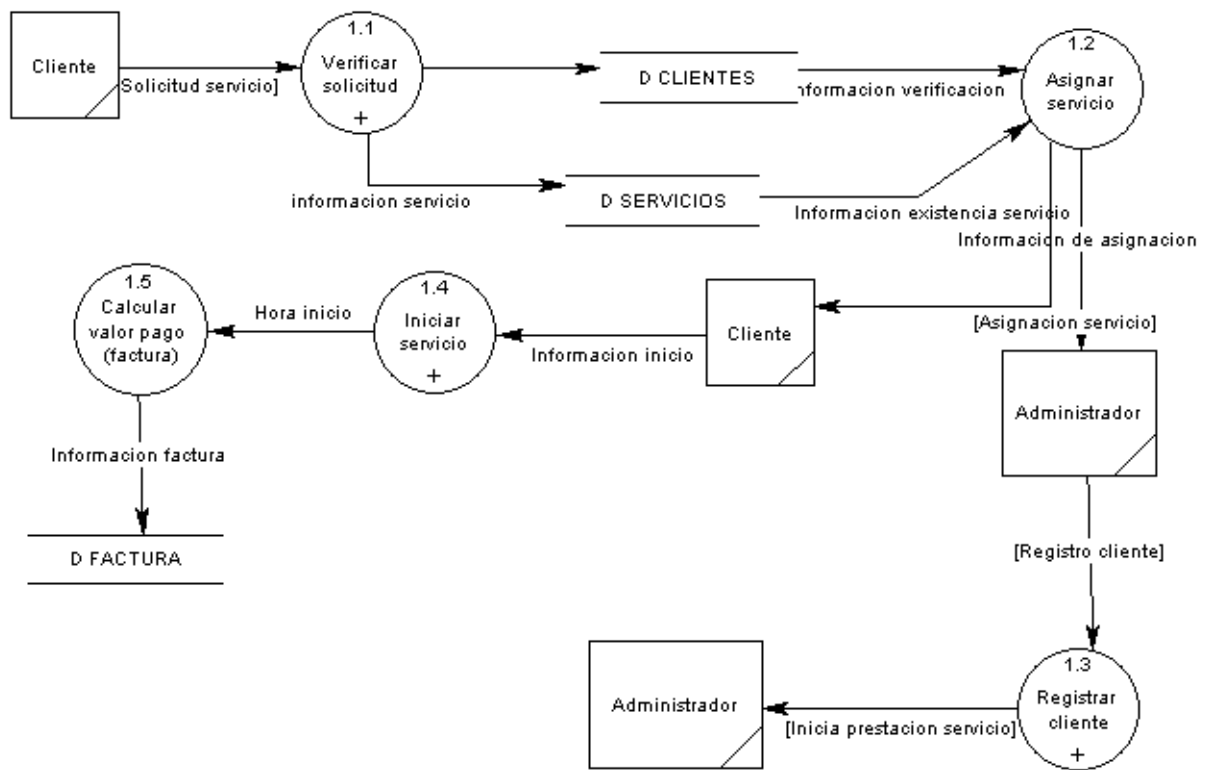 1.1
1.2
Cliente
Verificar
solicitud
+
Solicitud servicio]
D CLIENTES
nformacion verificacion
Asignar
servicio
informacion servicio
D SERVICIOS
Informacion existencia servicio
Informacion de asignacion
1.5
Calcular
valor pago
(factura)
Hora inicio
1.4
Iniciar
servicio
+
Informacion inicio
Cliente
[Asignacion servicio]
Administrador
Informacion factura
D FACTURA
[Registro cliente]
Administrador
[Inicia prestacion servicio]
1.3
Registrar
cliente
+